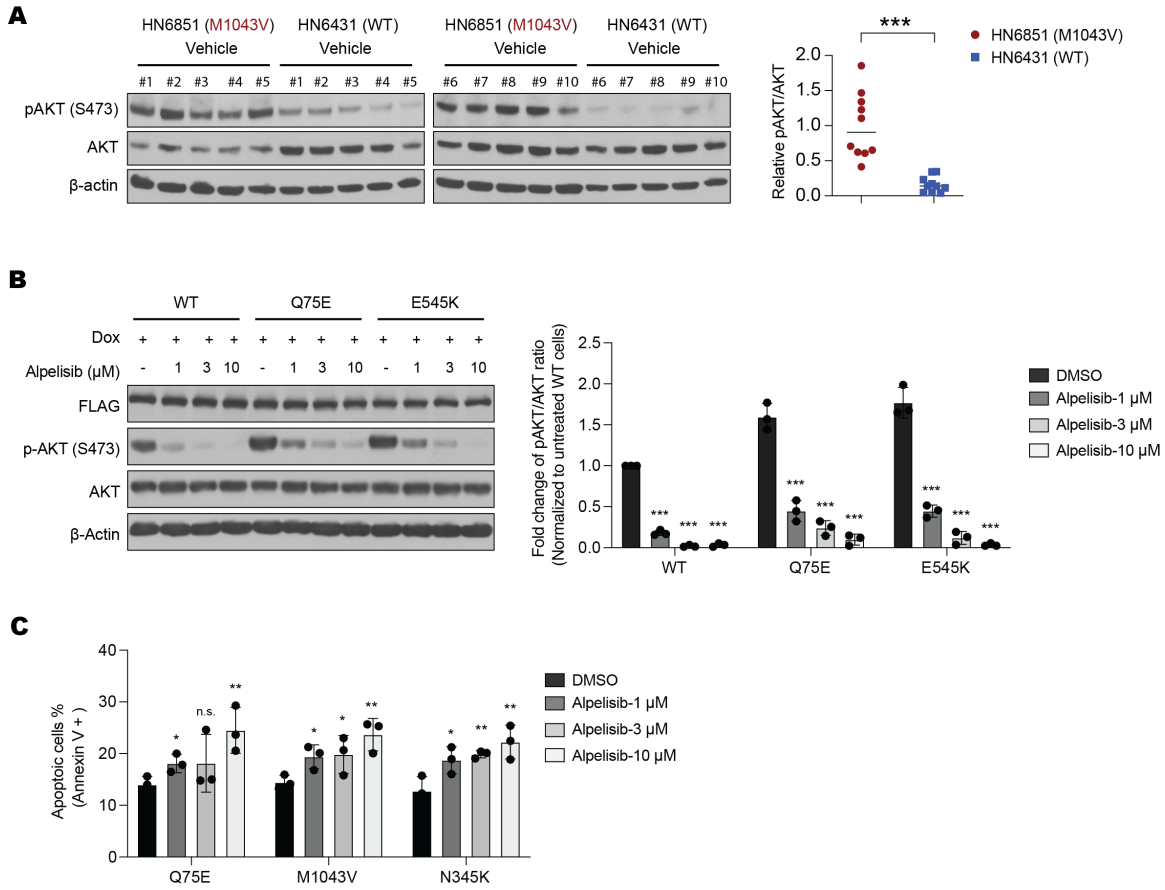 A
HN6851 (M1043V) HN6431 (WT) HN6851 (M1043V) HN6431 (WT)
Vehicle Vehicle Vehicle Vehicle
#1 #2 #3 #4 #5 #1 #2 #3 #4 #5 #6 #7 #8 #9 #10 #6 #7 #8 #9 #10
pAKT (S473)
AKT
β-actin
Relative pAKT/AKT
2.0
1.5
1.0
0.5
0.0
***
HN6851 (M1043V)
HN6431 (WT)
B
WT Q75E E545K
Dox + + + + + + + + + + + +
Alpelisib (μM) - 1 3 10 - 1 3 10 - 1 3 10
FLAG
p-AKT (S473)
AKT
β-Actin
Fold change of pAKT/AKT ratio
(Normalized to untreated WT cells)
2.5
2.0
1.5
1.0
0.5
0.0
*** *** *** *** *** *** *** *** ***
WT Q75E E545K
DMSO
Alpelisib-1 μM
Alpelisib-3 μM
Alpelisib-10 μM
C
Apoptoic cells %
(Annexin V + )
40
30
20
10
0
* n.s. ** * * ** * ** **
Q75E M1043V N345K
DMSO
Alpelisib-1 μM
Alpelisib-3 μM
Alpelisib-10 μM